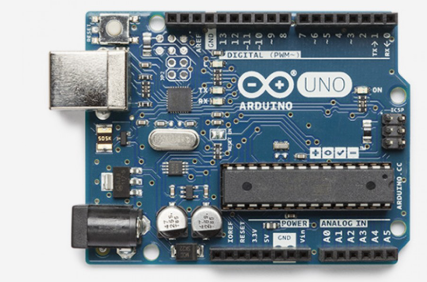 RESET
AREF
GND
13
12
~11
~10
~9
8
7
~6
~5
4
~3
2
TX→1
RX←0
DIGITAL (PWM~)
TX
RX
UNO
ARDUINO
ON
ICSP
ARDUINO.CC
IOREF
RESET
3.3V
5V
GND
Vin
POWER
ANALOG IN
A0
A1
A2
A3
A4
A5